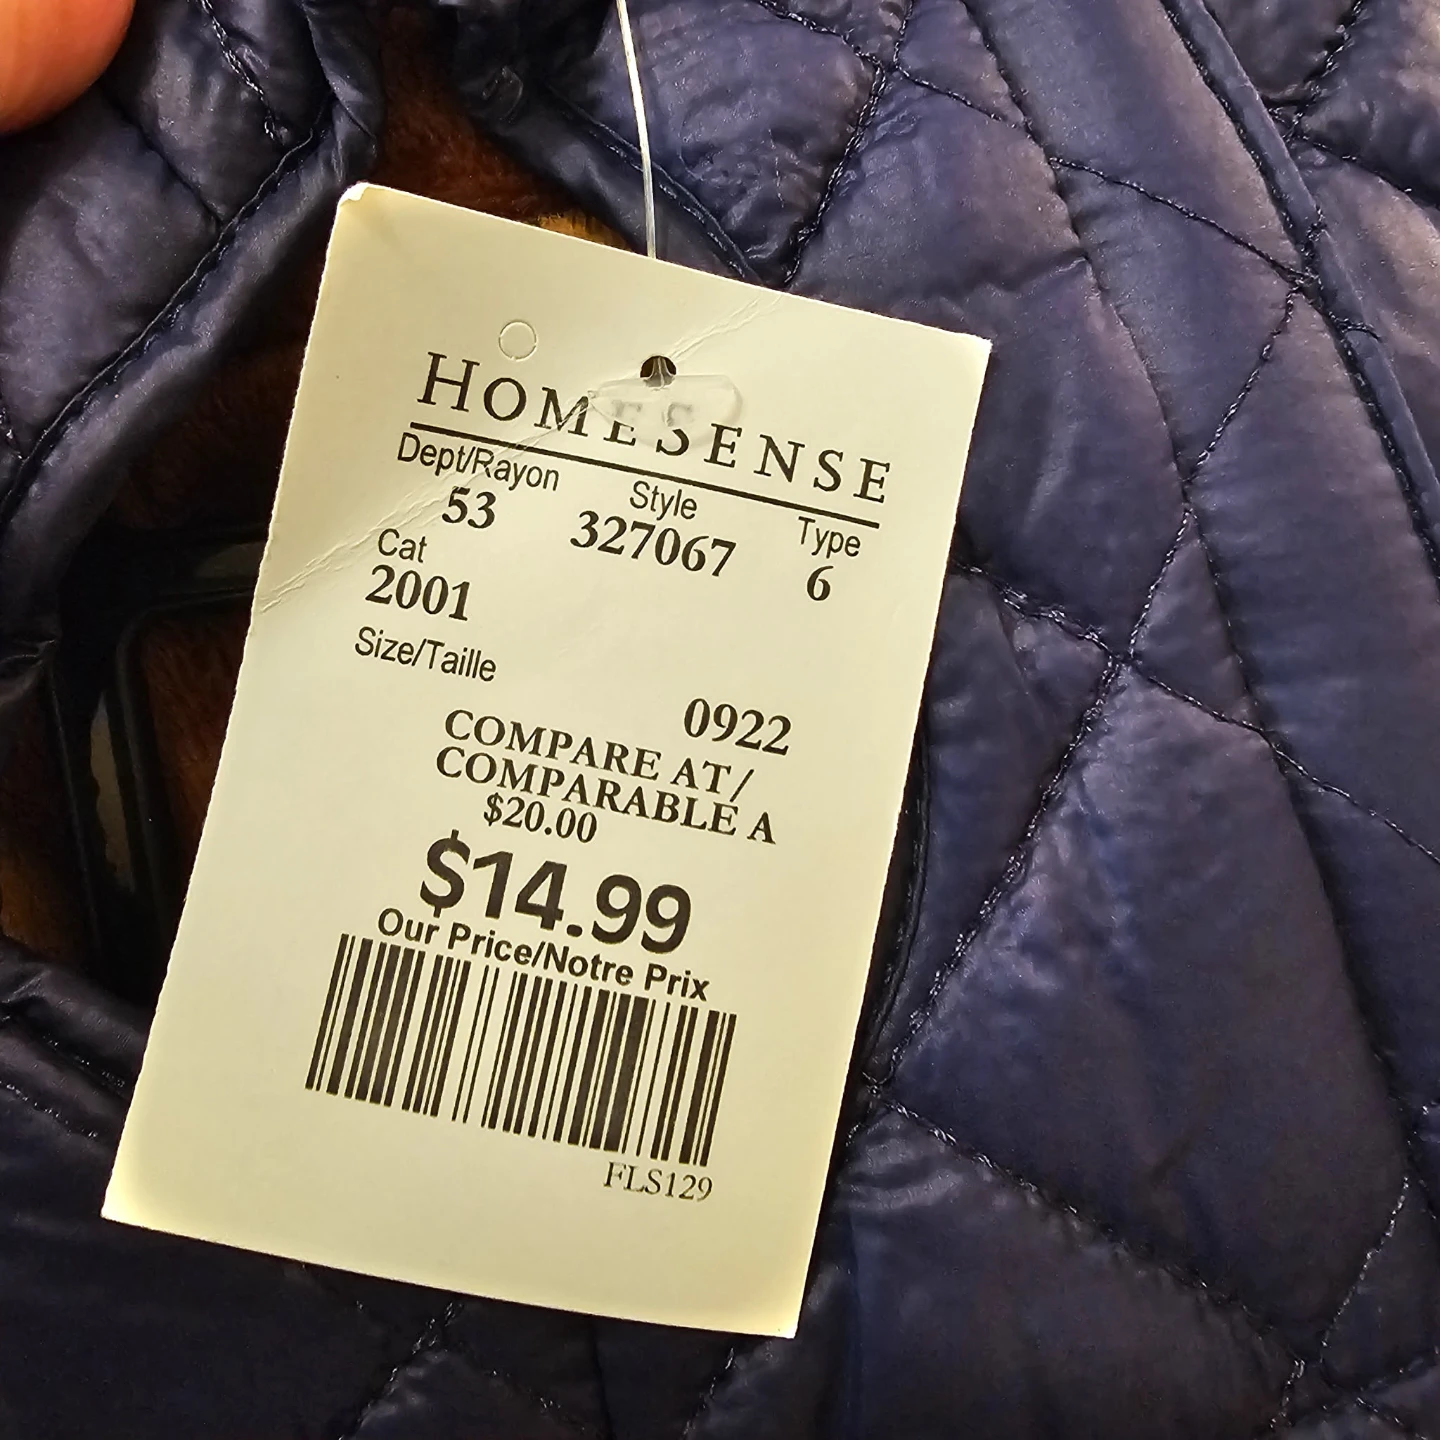 HOMESENSE
Dept/Rayon Style Type
53 327067 6
Cat
2001
Size/Taille
0922
COMPARE AT/
COMPARABLE A
$20.00
$14.99
Our Price/Notre Prix
FLS129